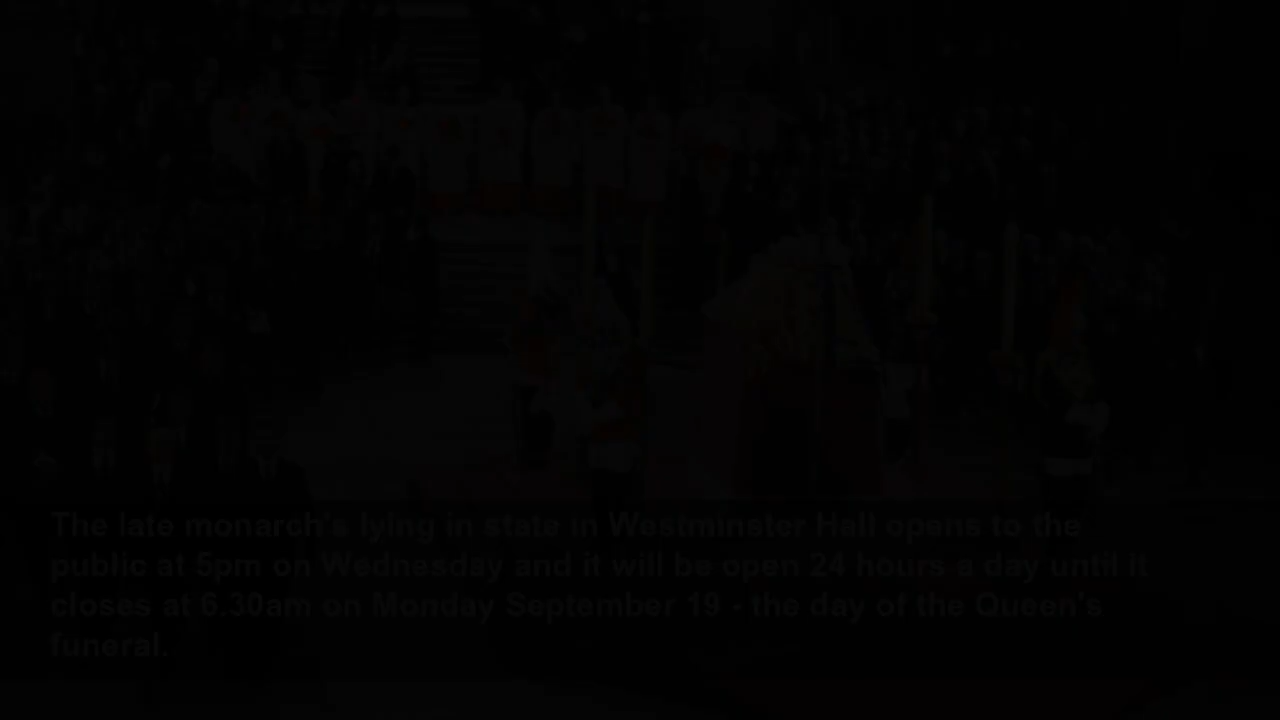 The late monarch's lying in state in Westminster Hall opens to the
public at 5pm on Wednesday and it will be open 24 hours a day until it
closes at 6.30am on Monday September 19 - the day of the Queen's
funeral.